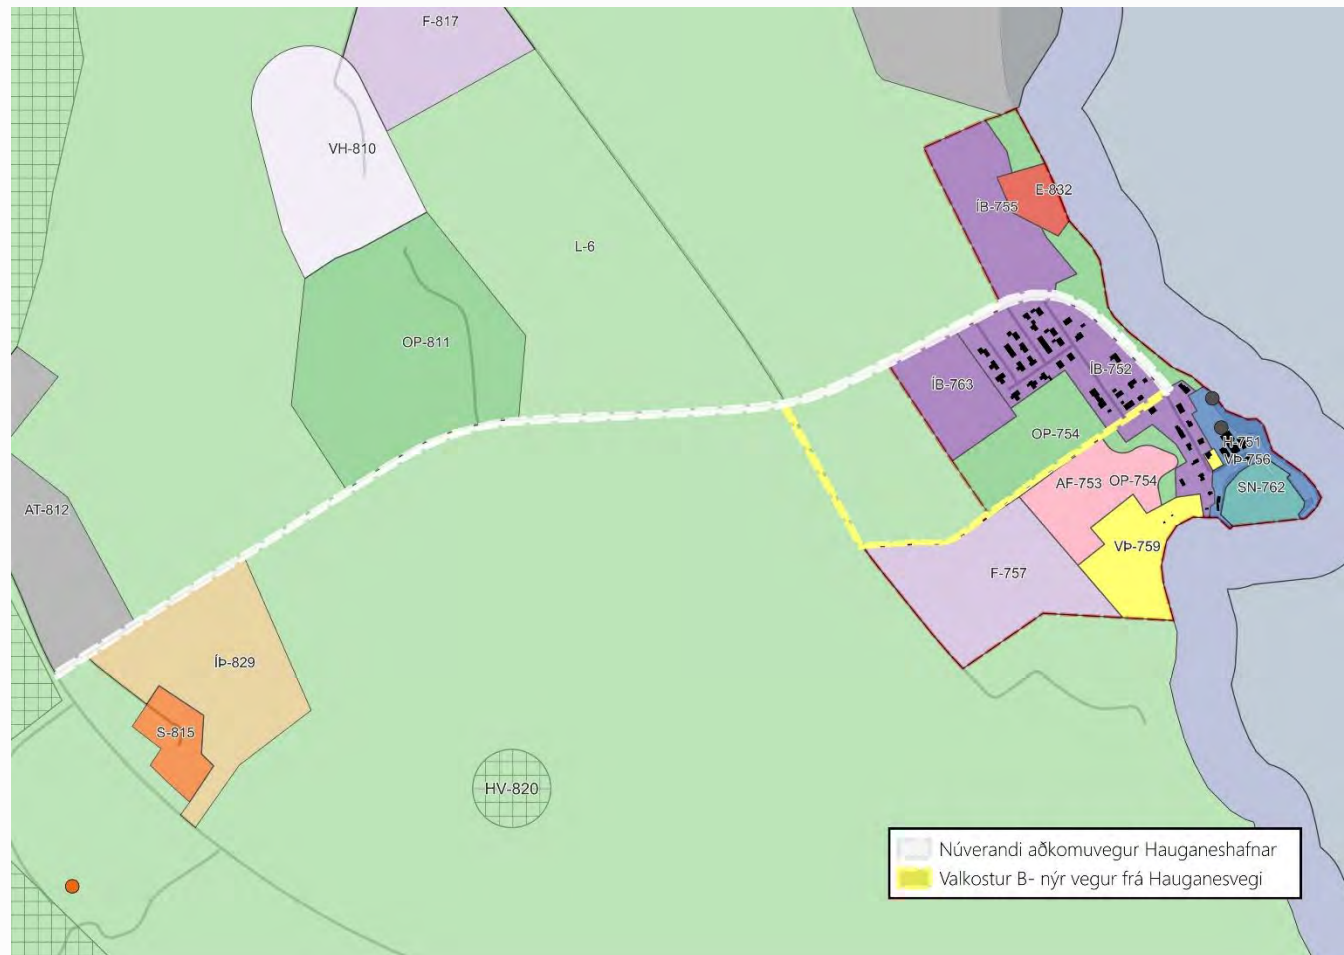 F-817
VH-810
E-832
ÍB-755
L-6
OP-811
ÍB-752
ÍB-763
OP-754
H-751
VÞ-756
AF-753
OP-754
SN-762
AT-812
VÞ-759
F-757
ÍÞ-829
S-815
HV-820
Núverandi aðkomuvegur Hauganeshafnar
Valkostur B- nýr vegur frá Hauganesvegi